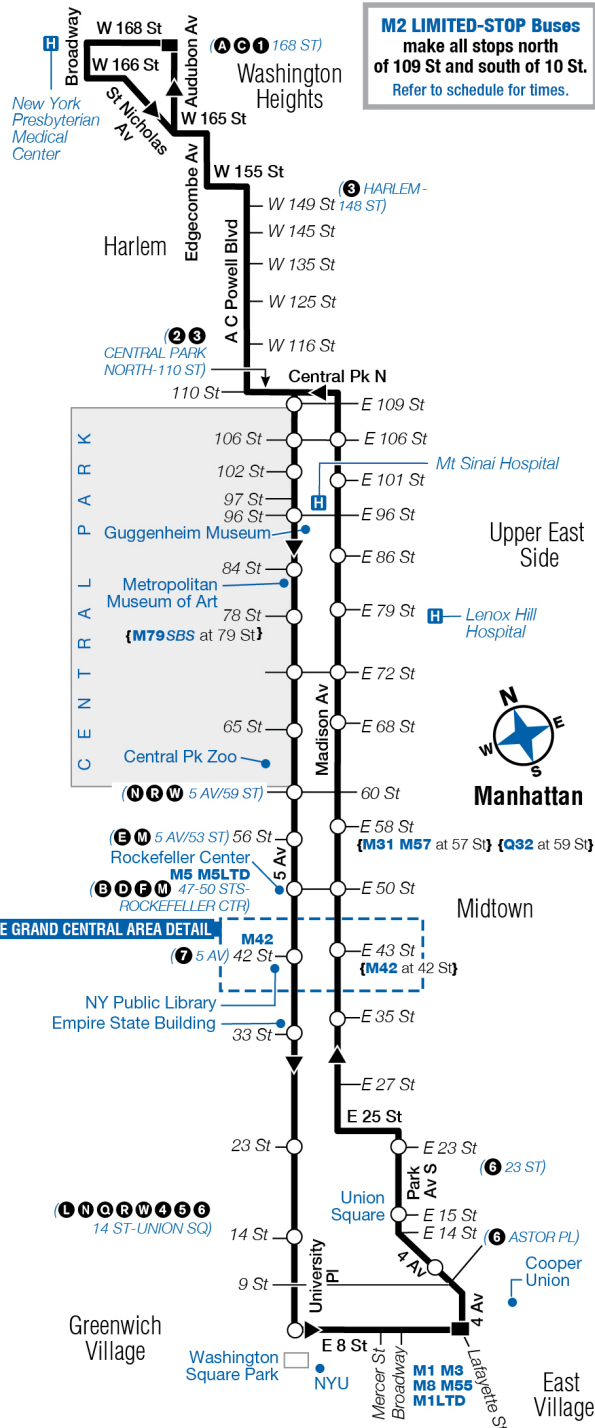 M2 LIMITED-STOP Buses
make all stops north
of 109 St and south of 10 St.
Refer to schedule for times.
Broadway
W 168 St
W 166 St
Audubon Av
(A C 1 168 ST)
Washington
Heights
H
New York
Presbyterian
Medical
Center
St Nicholas
Av
W 165 St
Edgecombe Av
W 155 St
(3 HARLEM-
148 ST)
W 149 St
W 145 St
Harlem
W 135 St
A C Powell Blvd
W 125 St
W 116 St
(2 3
CENTRAL PARK
NORTH-110 ST)
Central Pk N
110 St
E 109 St
CENTRAL PARK
106 St
E 106 St
102 St
E 101 St
Mt Sinai Hospital
H
97 St
96 St
E 96 St
Guggenheim Museum
Upper East
Side
E 86 St
84 St
Metropolitan
Museum of Art
78 St
{M79SBS at 79 St}
E 79 St
H
Lenox Hill
Hospital
E 72 St
Madison Av
65 St
E 68 St
Central Pk Zoo
N
W
E
S
Manhattan
(N R W 5 AV/59 ST)
60 St
E 58 St
{M31 M57 at 57 St} {Q32 at 59 St}
(E M 5 AV/53 ST) 56 St
5 Av
Rockefeller Center
M5 M5LTD
(B D F M 47-50 STS-
ROCKEFELLER CTR)
E 50 St
Midtown
E GRAND CENTRAL AREA DETAIL
M42
(7 5 AV) 42 St
E 43 St
{M42 at 42 St}
NY Public Library
Empire State Building
33 St
E 35 St
E 27 St
E 25 St
23 St
E 23 St
Park
Av S
(6 23 ST)
Union
Square
E 15 St
E 14 St
(L N Q R W 4 5 6
14 ST-UNION SQ)
14 St
4 Av
(6 ASTOR PL)
University
Pl
9 St
4 Av
Cooper
Union
Greenwich
Village
E 8 St
Washington
Square Park
NYU
Mercer St
Broadway
M1 M3
M8 M55
M1LTD
Lafayette S
East
Village